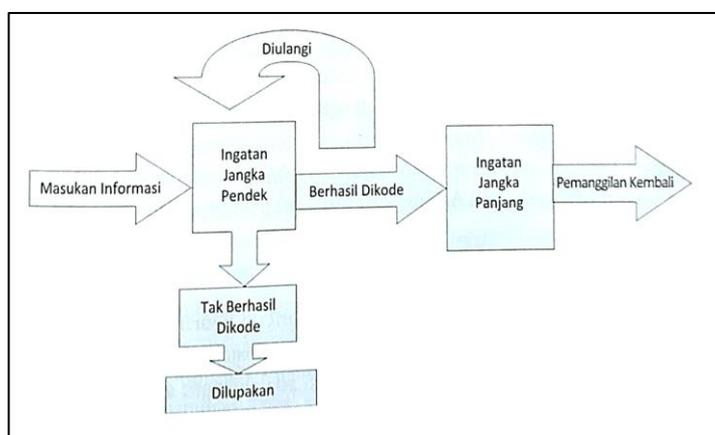 Diulangi
Masukan Informasi
Ingatan
Jangka
Pendek
Berhasil Dikode
Ingatan
Jangka
Panjang
Pemanggilan Kembali
Tak Berhasil
Dikode
Dilupakan